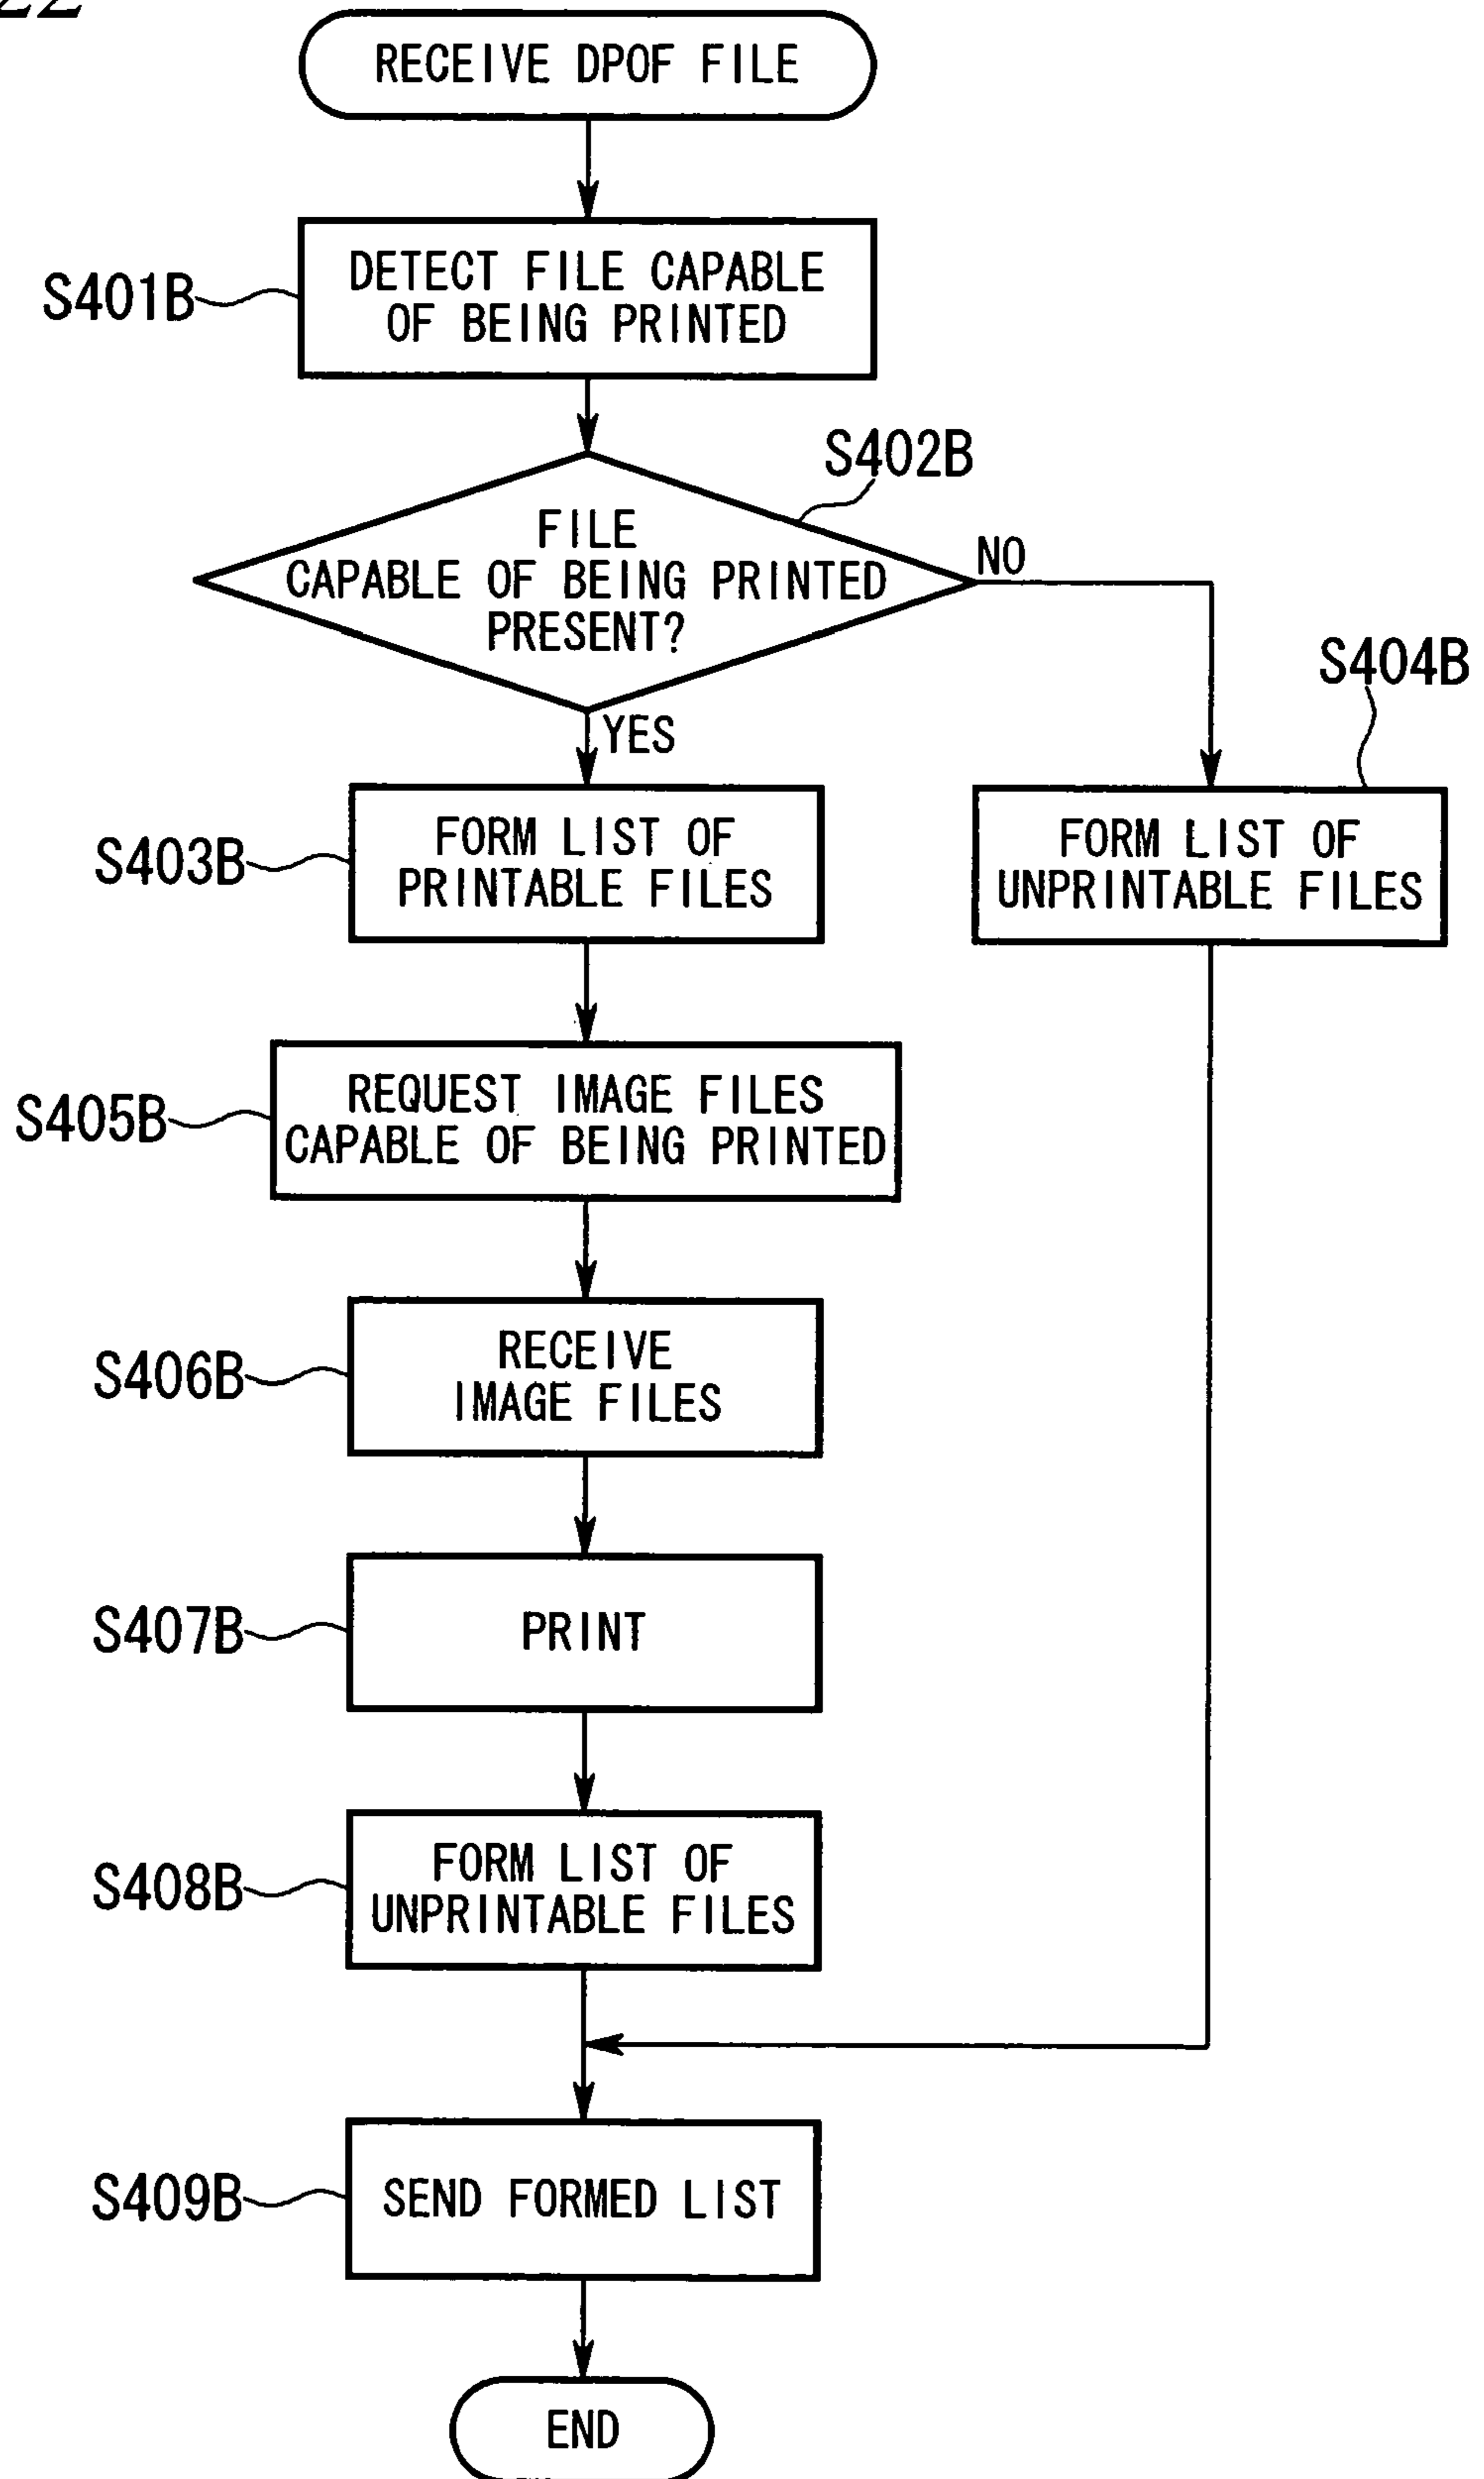 22
RECEIVE DPOF FILE
S401B
DETECT FILE CAPABLE
OF BEING PRINTED
S402B
FILE
CAPABLE OF BEING PRINTED
PRESENT?
NO
YES
S404B
S403B
FORM LIST OF
PRINTABLE FILES
FORM LIST OF
UNPRINTABLE FILES
S405B
REQUEST IMAGE FILES
CAPABLE OF BEING PRINTED
S406B
RECEIVE
IMAGE FILES
S407B
PRINT
S408B
FORM LIST OF
UNPRINTABLE FILES
S409B
SEND FORMED LIST
END